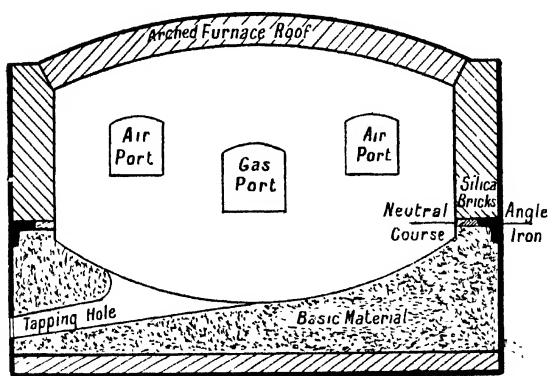 Arched Furnace Roof
Air
Port
Gas
Port
Air
Port
Silica
Bricks
Neutral
Course
Angle
Iron
Tapping Hole
Basic Material